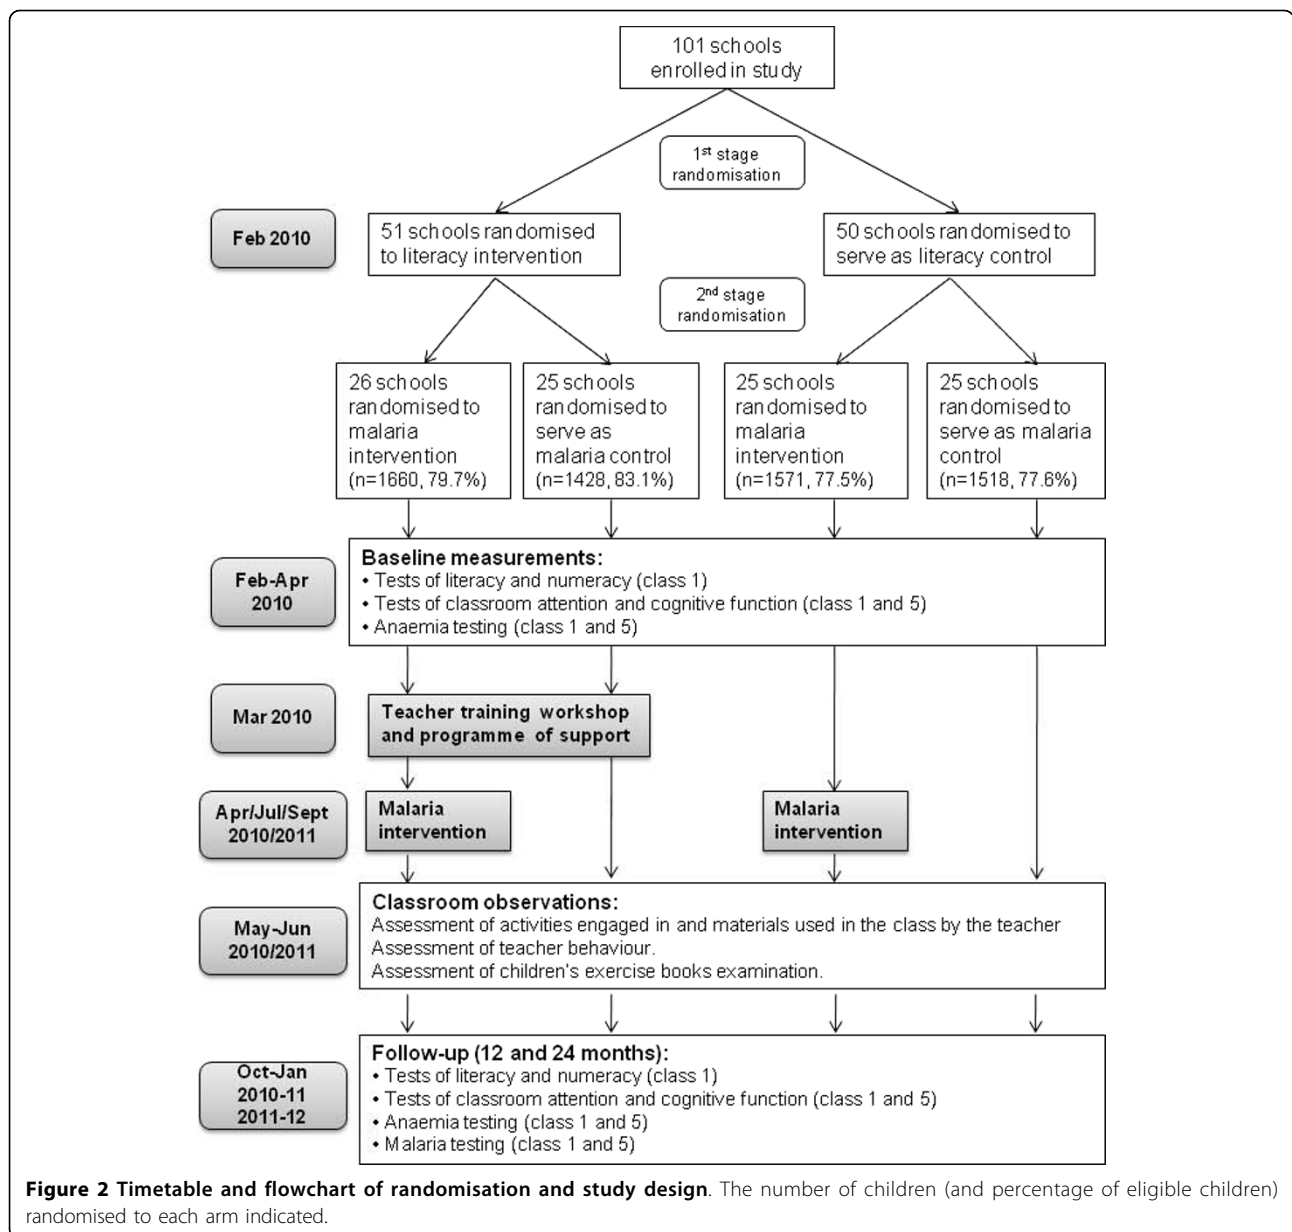 101 schools
enrolled in study
1st stage
randomisation
Feb 2010
51 schools randomised
to literacy intervention
50 schools randomised to
serve as literacy control
2nd stage
randomisation
26 schools
randomised to
malaria
intervention
(n=1660, 79.7%)
25 schools
randomised to
serve as
malaria control
(n=1428, 83.1%)
25 schools
randomised to
malaria
intervention
(n=1571, 77.5%)
25 schools
randomised to
serve as malaria
control
(n=1518, 77.6%)
Feb-Apr
2010
Baseline measurements:
• Tests of literacy and numeracy (class 1)
• Tests of classroom attention and cognitive function (class 1 and 5)
• Anaemia testing (class 1 and 5)
Mar 2010
Teacher training workshop
and programme of support
Apr/Jul/Sept
2010/2011
Malaria
intervention
Malaria
intervention
May-Jun
2010/2011
Classroom observations:
Assessment of activities engaged in and materials used in the class by the teacher
Assessment of teacher behaviour.
Assessment of children's exercise books examination.
Oct-Jan
2010-11
2011-12
Follow-up (12 and 24 months):
• Tests of literacy and numeracy (class 1)
• Tests of classroom attention and cognitive function (class 1 and 5)
• Anaemia testing (class 1 and 5)
• Malaria testing (class 1 and 5)
Figure 2 Timetable and flowchart of randomisation and study design. The number of children (and percentage of eligible children)
randomised to each arm indicated.